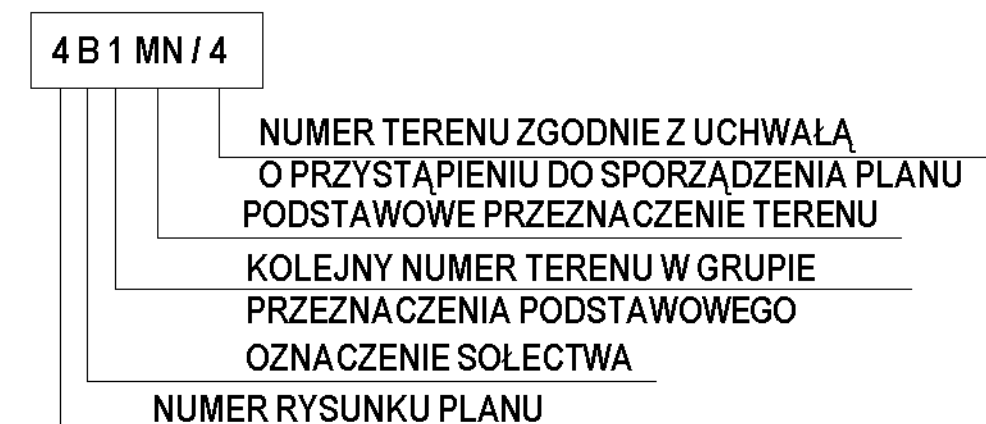 4 B 1 MN / 4
NUMER TERENU ZGODNIE Z UCHWAŁĄ
O PRZYSTĄPIENIU DO SPORZĄDZENIA PLANU
PODSTAWOWE PRZEZNACZENIE TERENU
KOLEJNY NUMER TERENU W GRUPIE
PRZEZNACZENIA PODSTAWOWEGO
OZNACZENIE SOŁECTWA
NUMER RYSUNKU PLANU